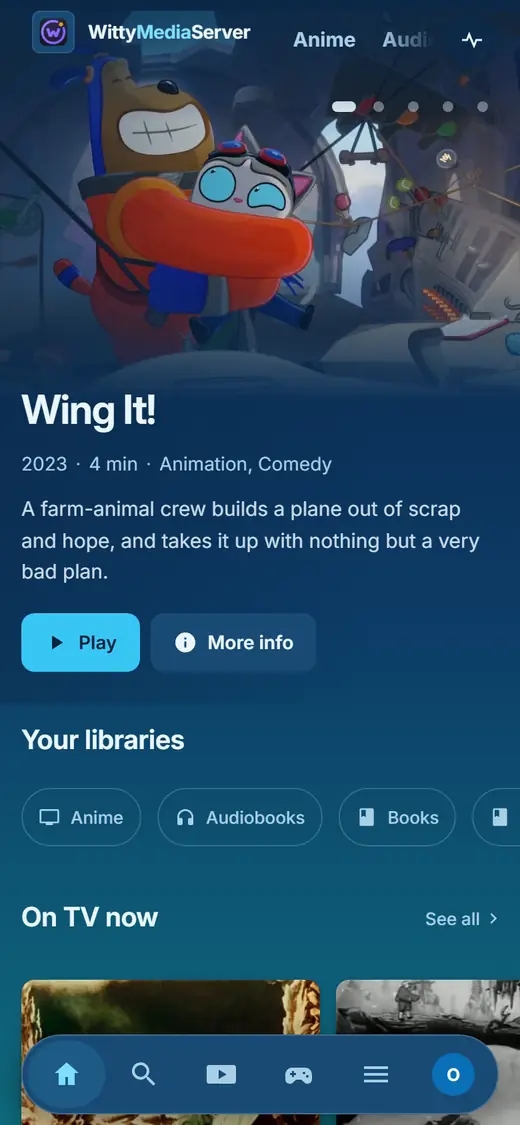 WittyMediaServer
Anime
Wing It!
2023 · 4 min · Animation, Comedy
A farm-animal crew builds a plane out of scrap
and hope, and takes it up with nothing but a very
bad plan.
Play
More info
Your libraries
Anime
Audiobooks
Books
On TV now
See all
O